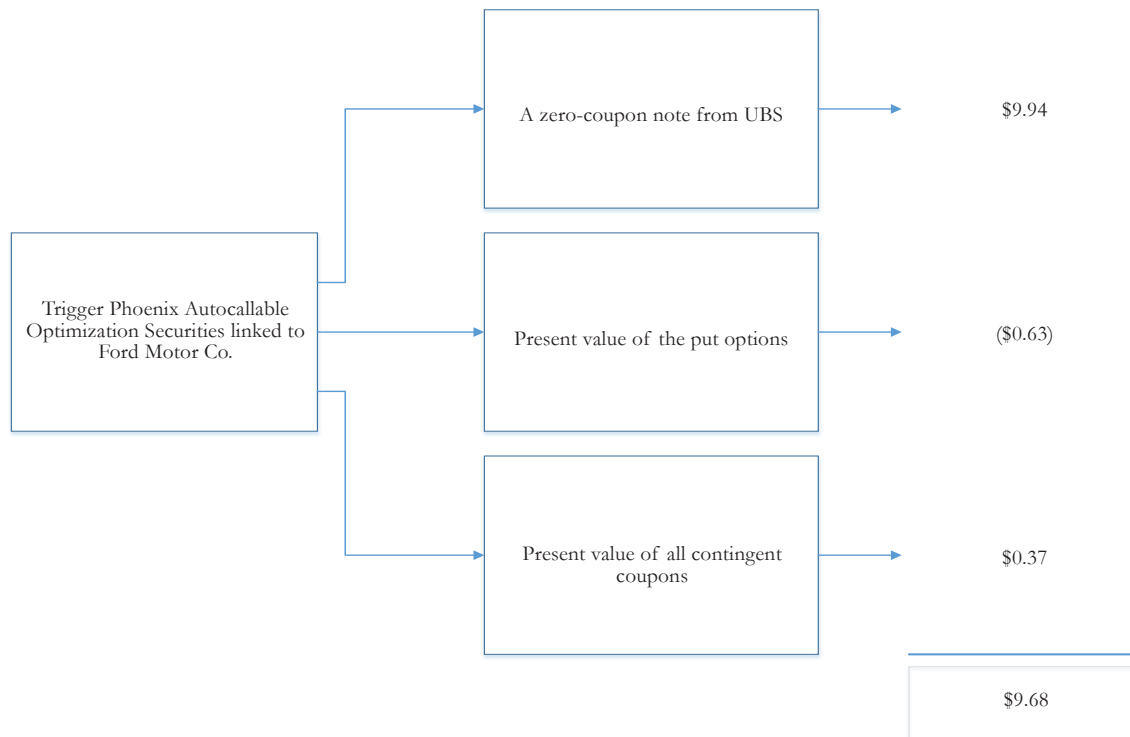 A zero-coupon note from UBS
$9.94
Trigger Phoenix Autocallable
Optimization Securities linked to
Ford Motor Co.
Present value of the put options
($0.63)
Present value of all contingent
coupons
$0.37
$9.68